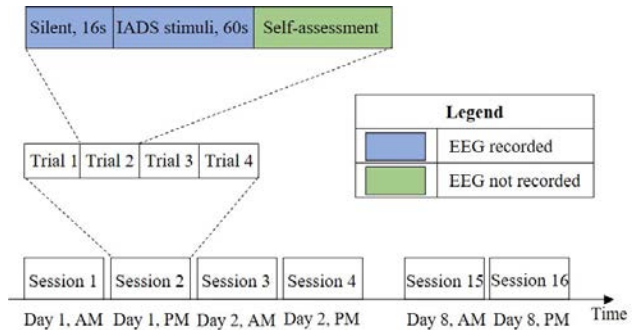 Silent, 16s IADS stimuli, 60s Self-assessment
Legend
EEG recorded
EEG not recorded
Trial 1 Trial 2 Trial 3 Trial 4
Session 1 Session 2 Session 3 Session 4 Session 15 Session 16
Time
Day 1, AM Day 1, PM Day 2, AM Day 2, PM Day 8, AM Day 8, PM